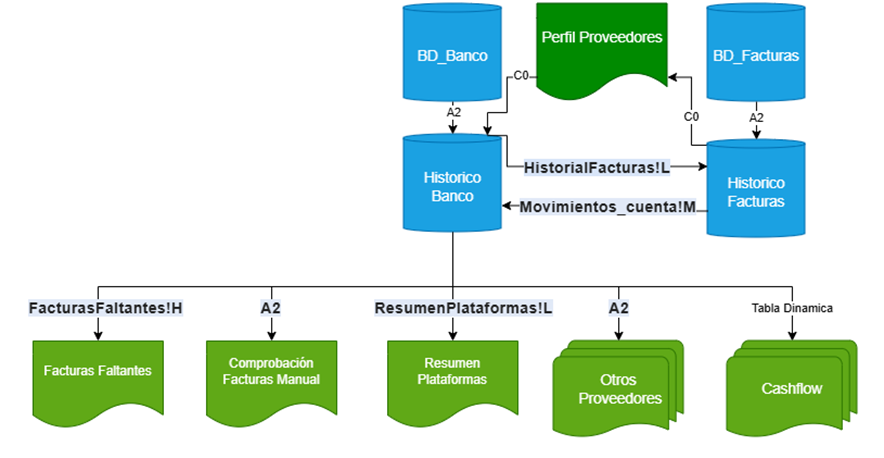 BD_Banco
Perfil Proveedores
BD_Facturas
C0
A2
C0
A2
Historico
Banco
HistorialFacturas!L
Movimientos_cuenta!M
Historico
Facturas
FacturasFaltantes!H
A2
ResumenPlataformas!L
A2
Tabla Dinamica
Facturas Faltantes
Comprobación
Facturas Manual
Resumen
Plataformas
Otros
Proveedores
Cashflow